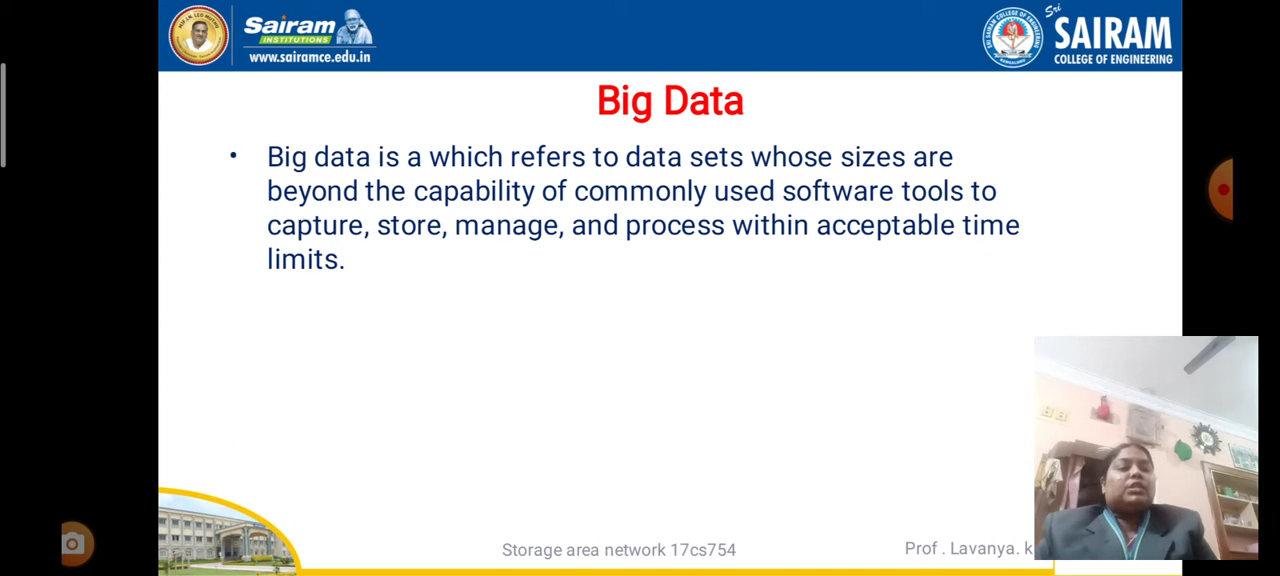 Sairam
INSTITUTIONS
www.sairamce.edu.in
Sri
SAIRAM
COLLEGE OF ENGINEERING
Big Data
• Big data is a which refers to data sets whose sizes are
beyond the capability of commonly used software tools to
capture, store, manage, and process within acceptable time
limits.
Storage area network 17cs754
Prof . Lavanya. k